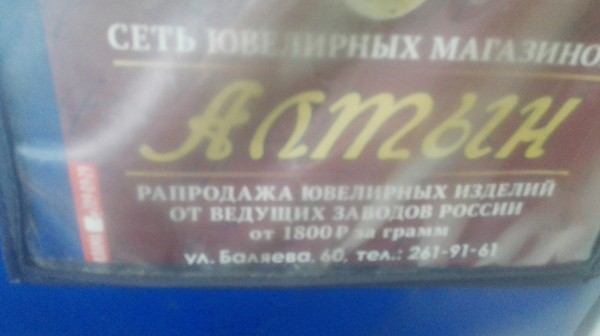 СЕТЬ ЮВЕЛИРНЫХ МАГАЗИНО
Алтын
РАПРОДАЖА ЮВЕЛИРНЫХ ИЗДЕЛИЙ
ОТ ВЕДУЩИХ ЗАВОДОВ РОССИИ
от 1800Р за грамм
ул. Баляева, 60, тел.: 261-91-61